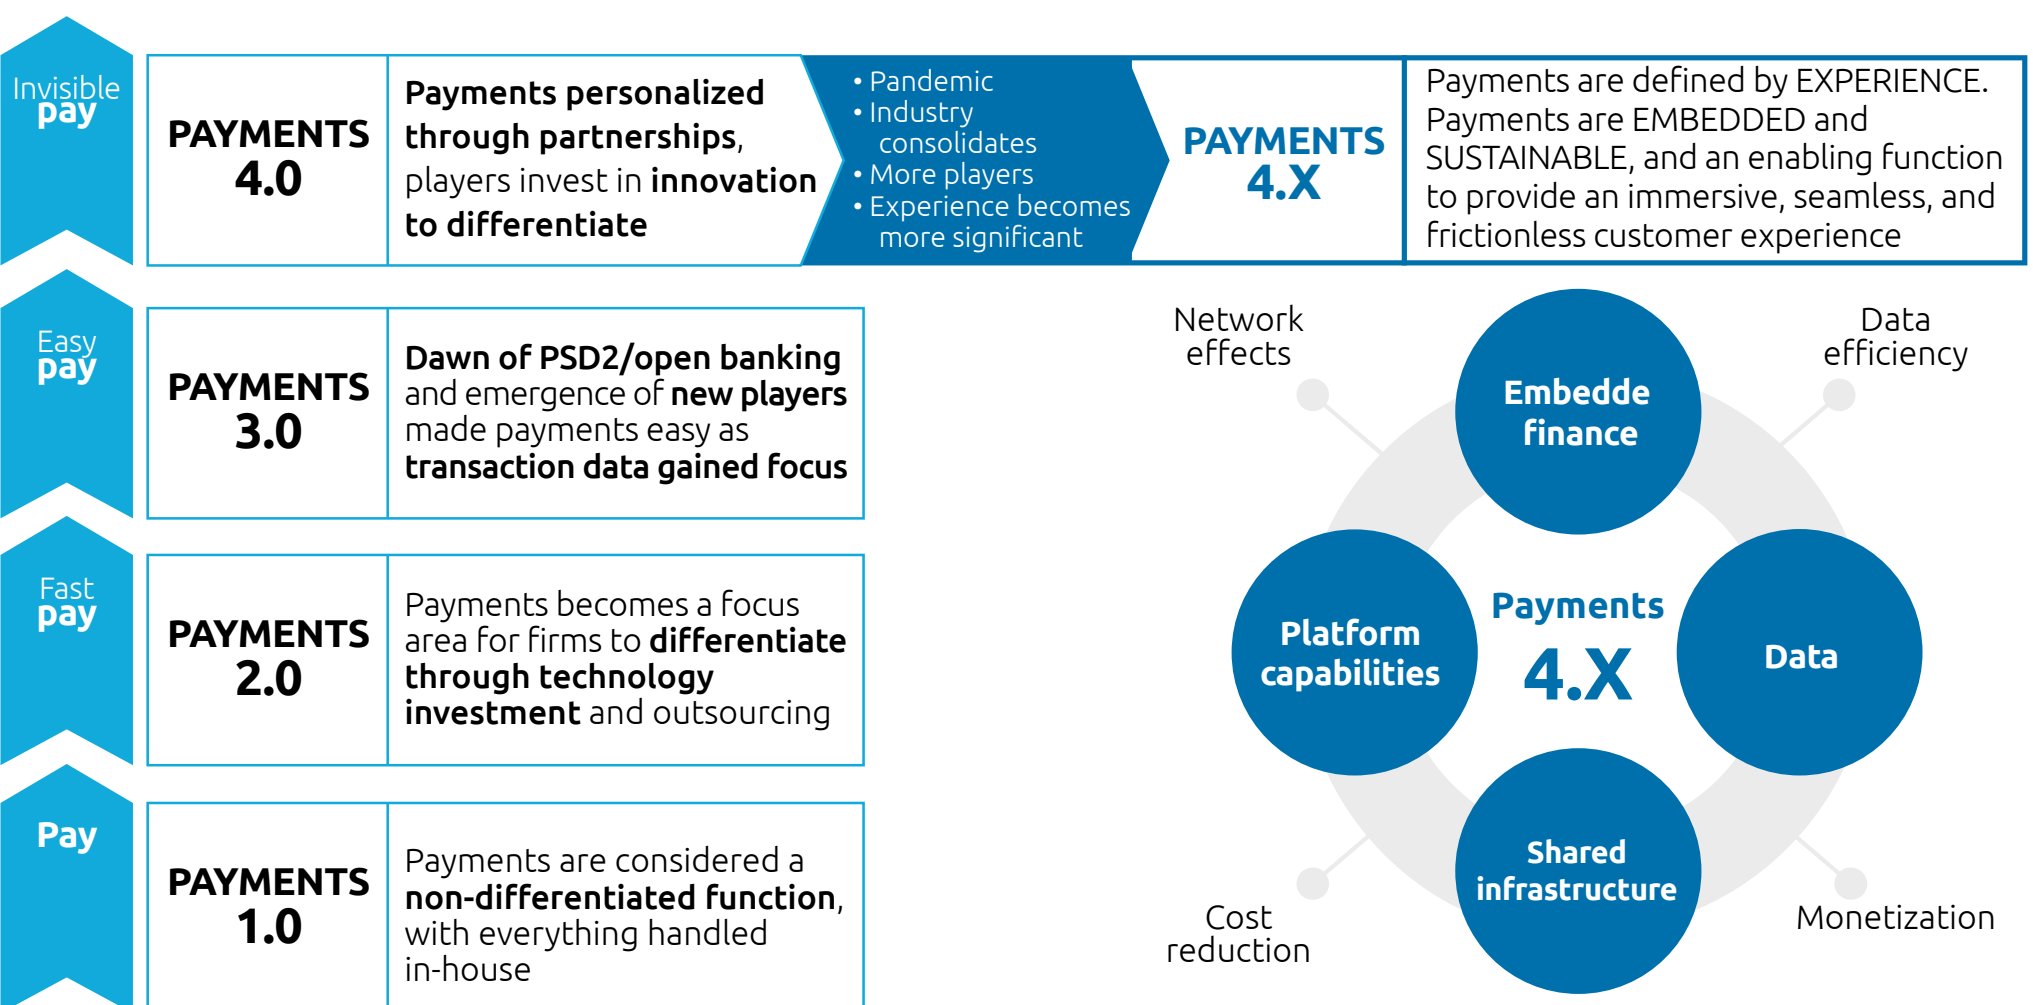 Invisible
pay
PAYMENTS
4.0
Payments personalized
through partnerships,
players invest in innovation
to differentiate
• Pandemic
• Industry
consolidates
• More players
• Experience becomes
more significant
PAYMENTS
4.X
Payments are defined by EXPERIENCE.
Payments are EMBEDDED and
SUSTAINABLE, and an enabling function
to provide an immersive, seamless, and
frictionless customer experience
Easy
pay
PAYMENTS
3.0
Dawn of PSD2/open banking
and emergence of new players
made payments easy as
transaction data gained focus
Fast
pay
PAYMENTS
2.0
Payments becomes a focus
area for firms to differentiate
through technology
investment and outsourcing
Pay
PAYMENTS
1.0
Payments are considered a
non-differentiated function,
with everything handled
in-house
Network
effects
Data
efficiency
Embedde
finance
Platform
capabilities
Payments
4.X
Data
Shared
infrastructure
Cost
reduction
Monetization